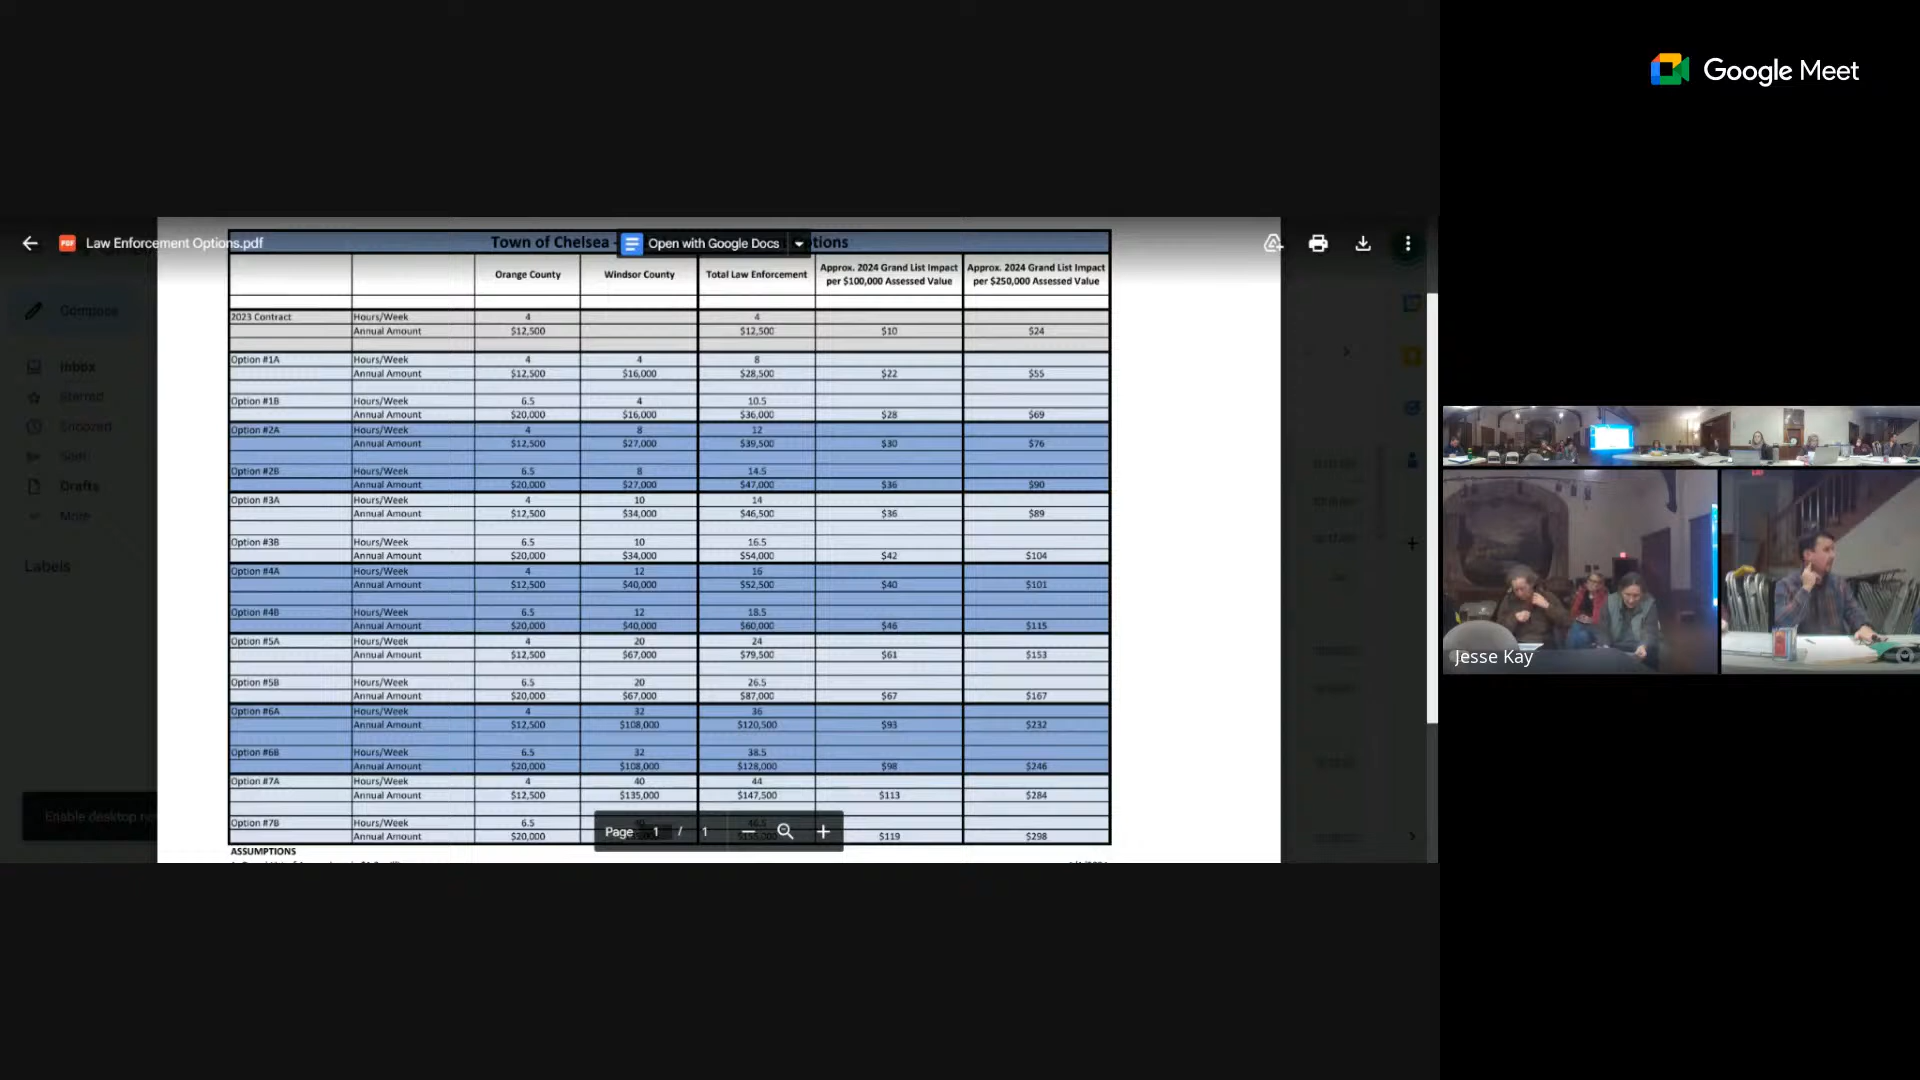 Google Meet
Law Enforcement Options.pdf
Town of Chelsea -
Open with Google Docs
tions
Orange County Windsor County Total Law Enforcement Approx. 2024 Grand List Impact per $100,000 Assessed Value Approx. 2024 Grand List Impact per $250,000 Assessed Value
2023 Contract Hours/Week 4 4
Annual Amount $12,500 $12,500 $10 $24
Option #1A Hours/Week 4 4 8
Annual Amount $12,500 $16,000 $28,500 $22 $55
Option #1B Hours/Week 6.5 4 10.5
Annual Amount $20,000 $16,000 $36,000 $28 $69
Option #2A Hours/Week 4 8 12
Annual Amount $12,500 $27,000 $39,500 $30 $76
Option #2B Hours/Week 6.5 8 14.5
Annual Amount $20,000 $27,000 $47,000 $36 $90
Option #3A Hours/Week 4 10 14
Annual Amount $12,500 $34,000 $46,500 $36 $89
Option #3B Hours/Week 6.5 10 16.5
Annual Amount $20,000 $34,000 $54,000 $42 $104
Option #4A Hours/Week 4 12 16
Annual Amount $12,500 $40,000 $52,500 $40 $101
Option #4B Hours/Week 6.5 12 18.5
Annual Amount $20,000 $40,000 $60,000 $46 $115
Option #5A Hours/Week 4 20 24
Annual Amount $12,500 $67,000 $79,500 $61 $153
Option #5B Hours/Week 6.5 20 26.5
Annual Amount $20,000 $67,000 $87,000 $67 $167
Option #6A Hours/Week 4 32 36
Annual Amount $12,500 $108,000 $120,500 $93 $232
Option #6B Hours/Week 6.5 32 38.5
Annual Amount $20,000 $108,000 $128,000 $98 $246
Option #7A Hours/Week 4 40 44
Annual Amount $12,500 $135,000 $147,500 $113 $284
Option #7B Hours/Week 6.5
Annual Amount $20,000 $119 $298
Page 1 / 1
ASSUMPTIONS
Compose
Inbox
Starred
Snoozed
Sent
Drafts
More
Labels
Enable desktop
Jesse Kay